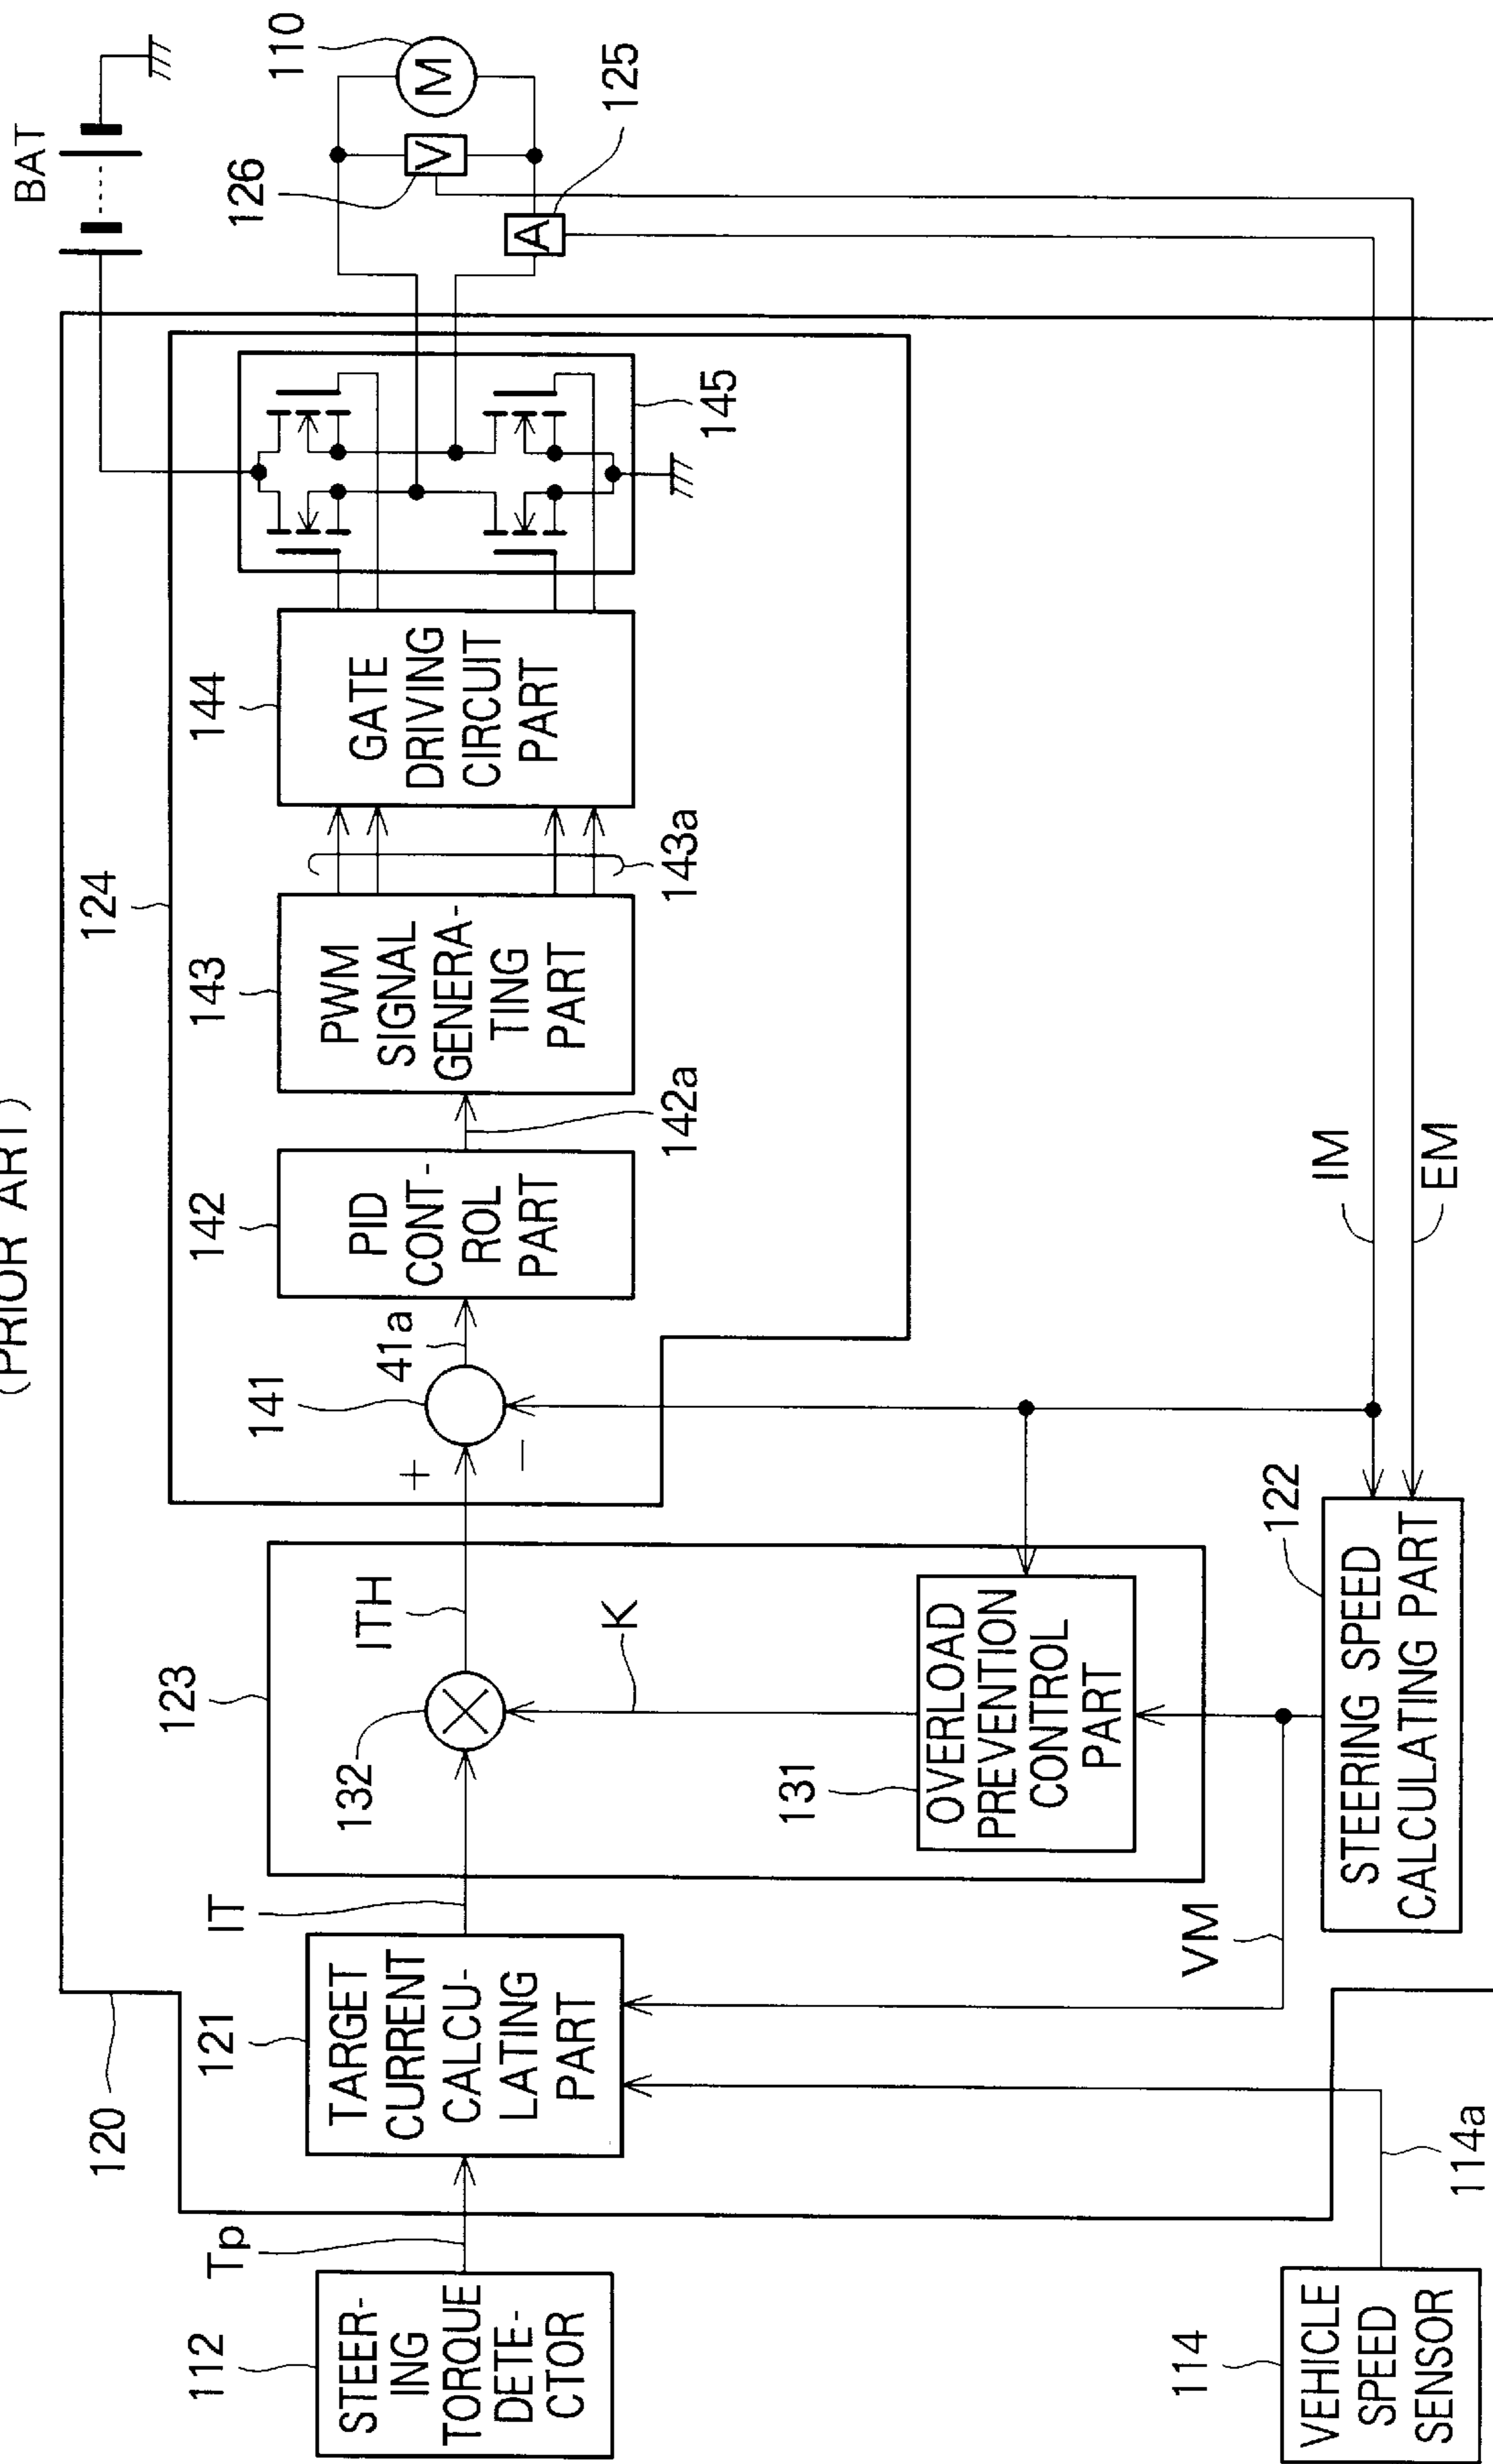 (PRIOR ART)
BAT
110
M
126
V
125
A
124
145
144
GATE
DRIVING
CIRCUIT
PART
143a
143
PWM
SIGNAL
GENERA-
TING
PART
142a
142
PID
CONT-
ROL
PART
41a
141
+
−
IM
EM
123
ITH
132
K
131
OVERLOAD
PREVENTION
CONTROL
PART
122
STEERING SPEED
CALCULATING PART
VM
IT
121
TARGET
CURRENT
CALCU-
LATING
PART
120
Tp
112
STEER-
ING
TORQUE
DETE-
CTOR
114a
114
VEHICLE
SPEED
SENSOR